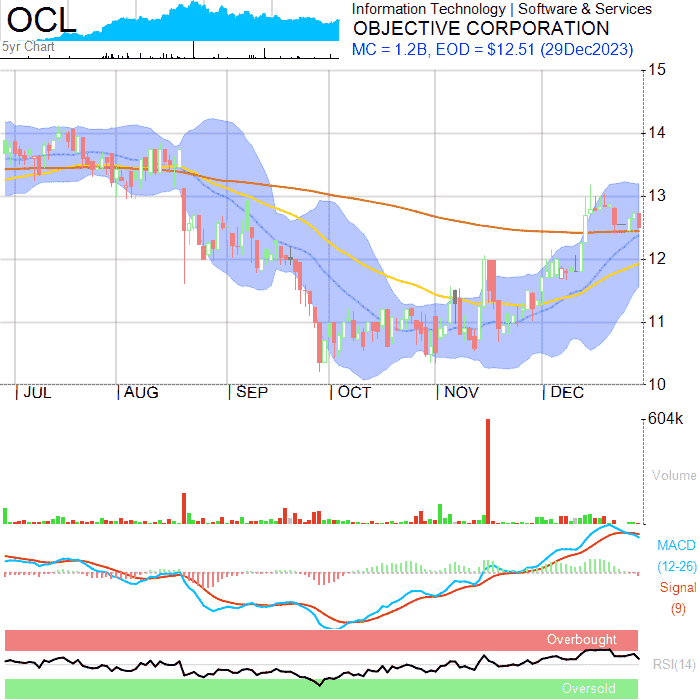 OCL
Information Technology | Software & Services
OBJECTIVE CORPORATION
5yr Chart
MC = 1.2B, EOD = $12.51 (29Dec2023)
15
14
13
12
11
10
JUL
AUG
SEP
OCT
NOV
DEC
604k
Volume
MACD
(12-26)
Signal
(9)
Overbought
RSI(14)
Oversold